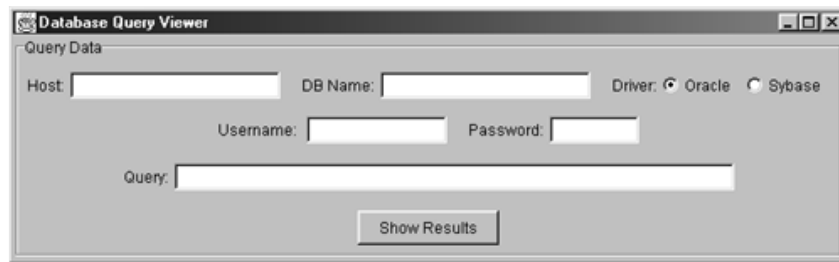 Database Query Viewer
Query Data
Host: DB Name: Driver: Oracle Sybase
Username: Password:
Query:
Show Results